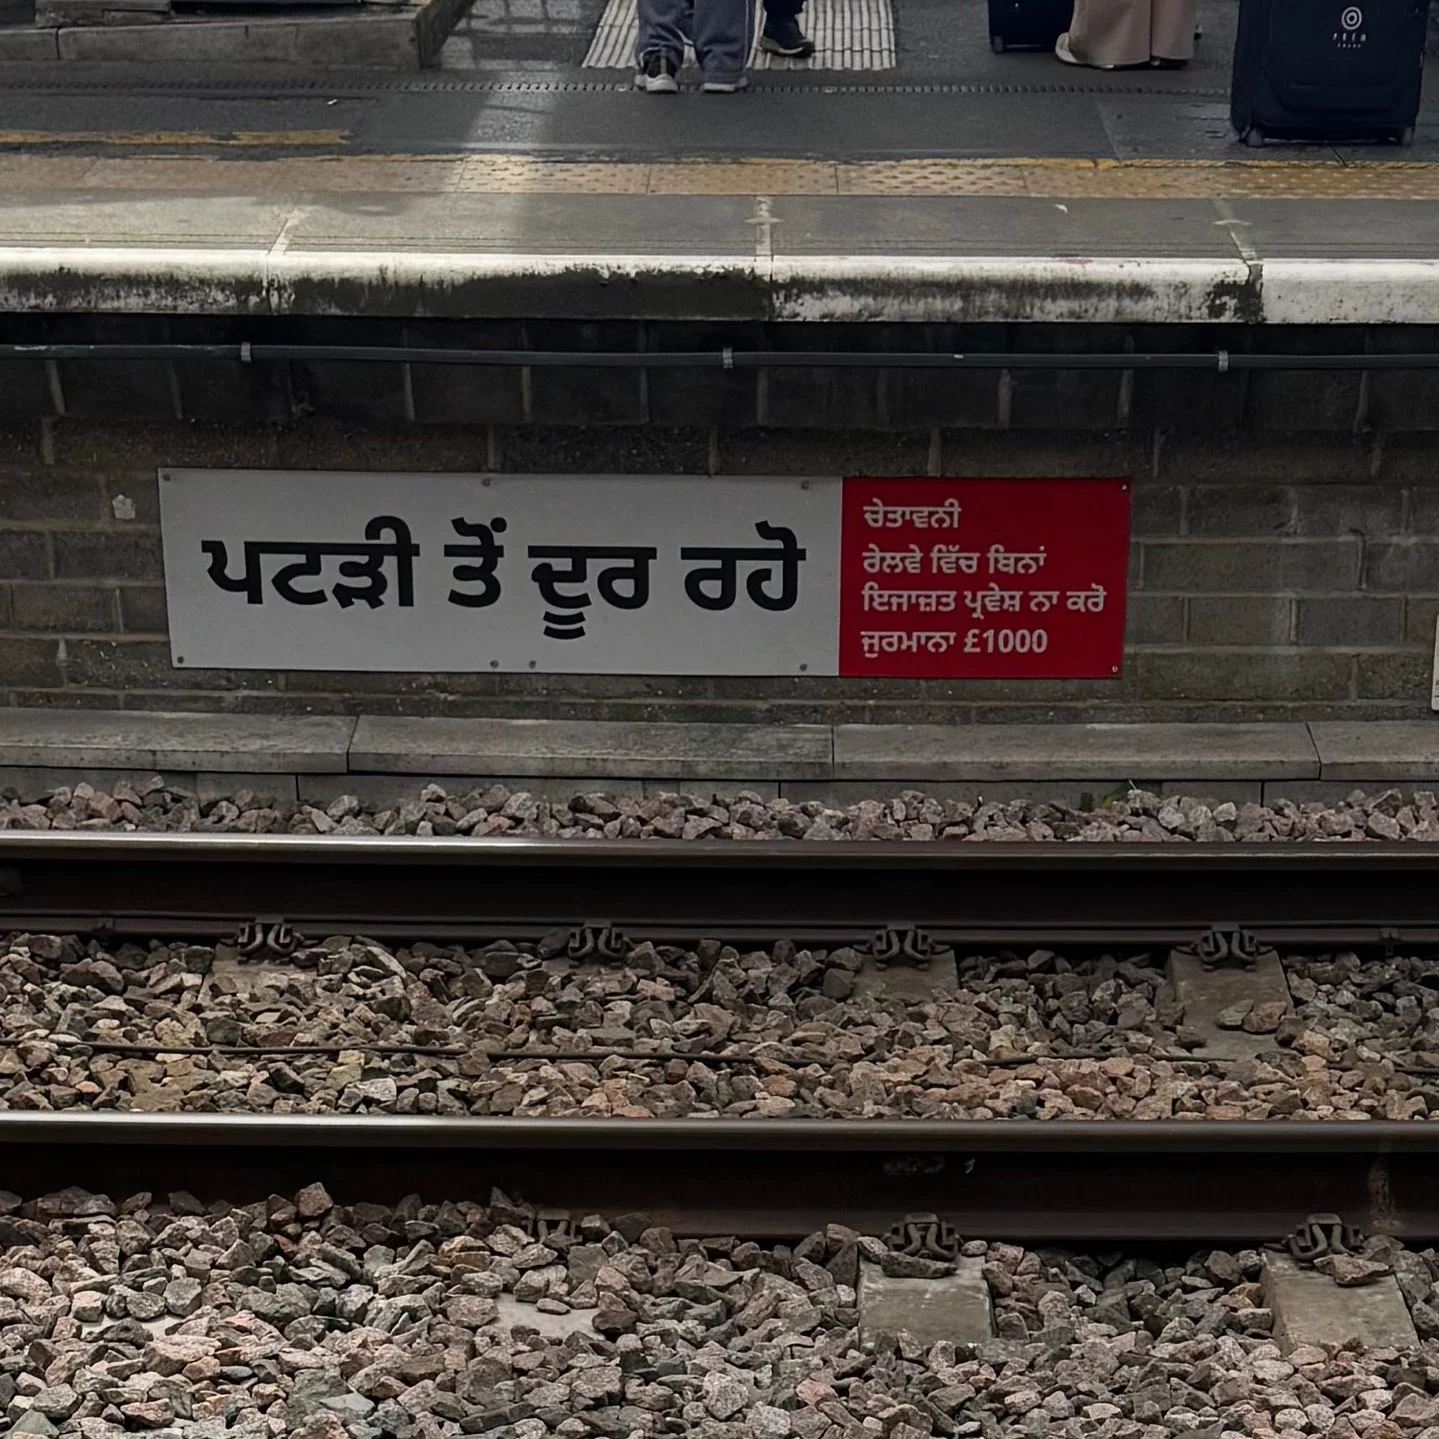 ਪਟੜੀ ਤੋਂ ਦੂਰ ਰਹੋ
ਚੇਤਾਵਨੀ
ਰੇਲਵੇ ਵਿੱਚ ਬਿਨਾਂ
ਇਜਾਜ਼ਤ ਪ੍ਰਵੇਸ਼ ਨਾ ਕਰੋ
ਜੁਰਮਾਨਾ £1000